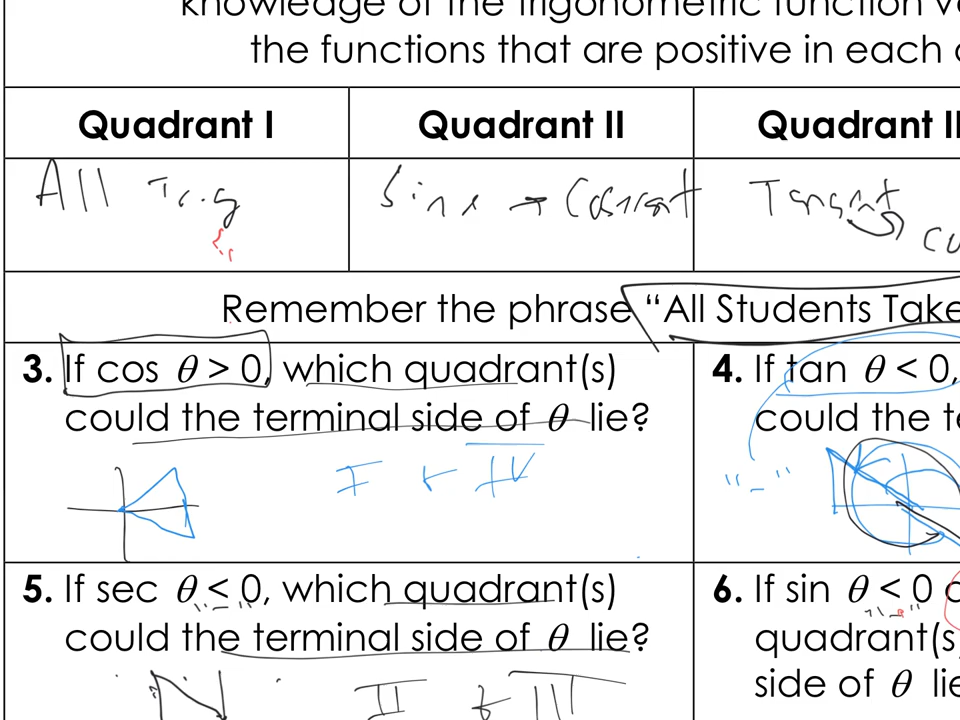 knowledge of the trigonometric function v
the functions that are positive in each
Quadrant I Quadrant II Quadrant II
All Trig Sine → Cosecant Tangent
Remember the phrase “All Students Take
3. If cos θ > 0, which quadrant(s)
could the terminal side of θ lie?
I + IV
4. If tan θ < 0,
could the te
"-"
5. If sec θ < 0, which quadrant(s)
"-"
could the terminal side of θ lie?
II + III
6. If sin θ < 0
"-"
quadrant(s
side of θ lie